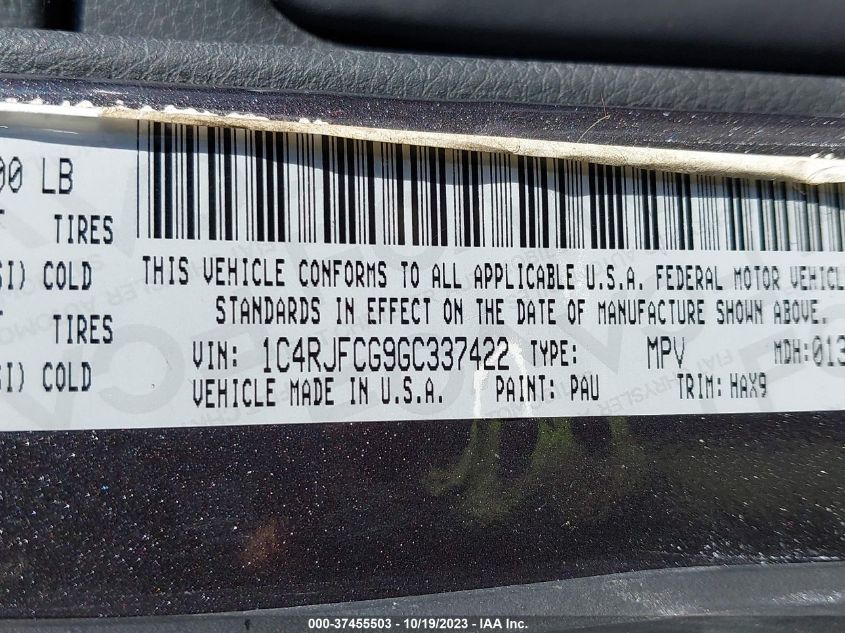 00 LB
TIRES
SI) COLD
THIS VEHICLE CONFORMS TO ALL APPLICABLE U.S.A. FEDERAL MOTOR VEHICL
STANDARDS IN EFFECT ON THE DATE OF MANUFACTURE SHOWN ABOVE.
TIRES
VIN: 1C4RJFCG9GC337422 TYPE: MPV MDH:013
SI) COLD
VEHICLE MADE IN U.S.A. PAINT: PAU TRIM: HAX9
000-37455503 - 10/19/2023 - © IAA Inc.